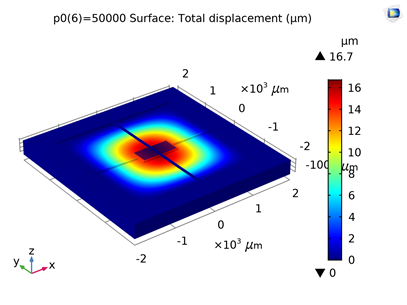 p0(6)=50000 Surface: Total displacement (μm)
μm
▲ 16.7
2
1
×10³ μm
0
-1
-2
-100 μm
16
14
12
10
8
6
4
2
0
▼ 0
2
1
0
×10³ μm
-1
-2
z
y
x